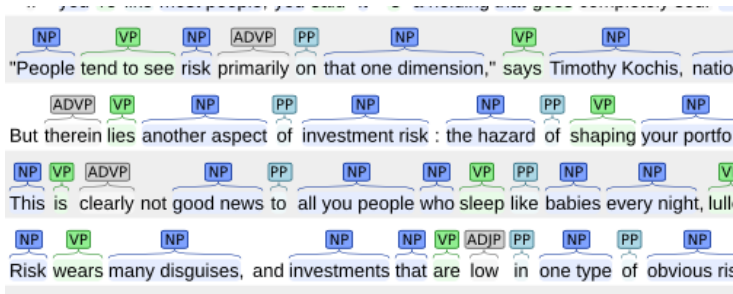 NP VP NP ADVP PP NP VP NP
"People tend to see risk primarily on that one dimension," says Timothy Kochis,
ADVP VP NP PP NP NP PP VP NP
But therein lies another aspect of investment risk : the hazard of shaping your
NP VP ADVP NP PP NP NP VP PP NP NP
This is clearly not good news to all you people who sleep like babies every night,
NP VP NP NP NP VP ADJP PP NP PP NP
Risk wears many disguises, and investments that are low in one type of obvious